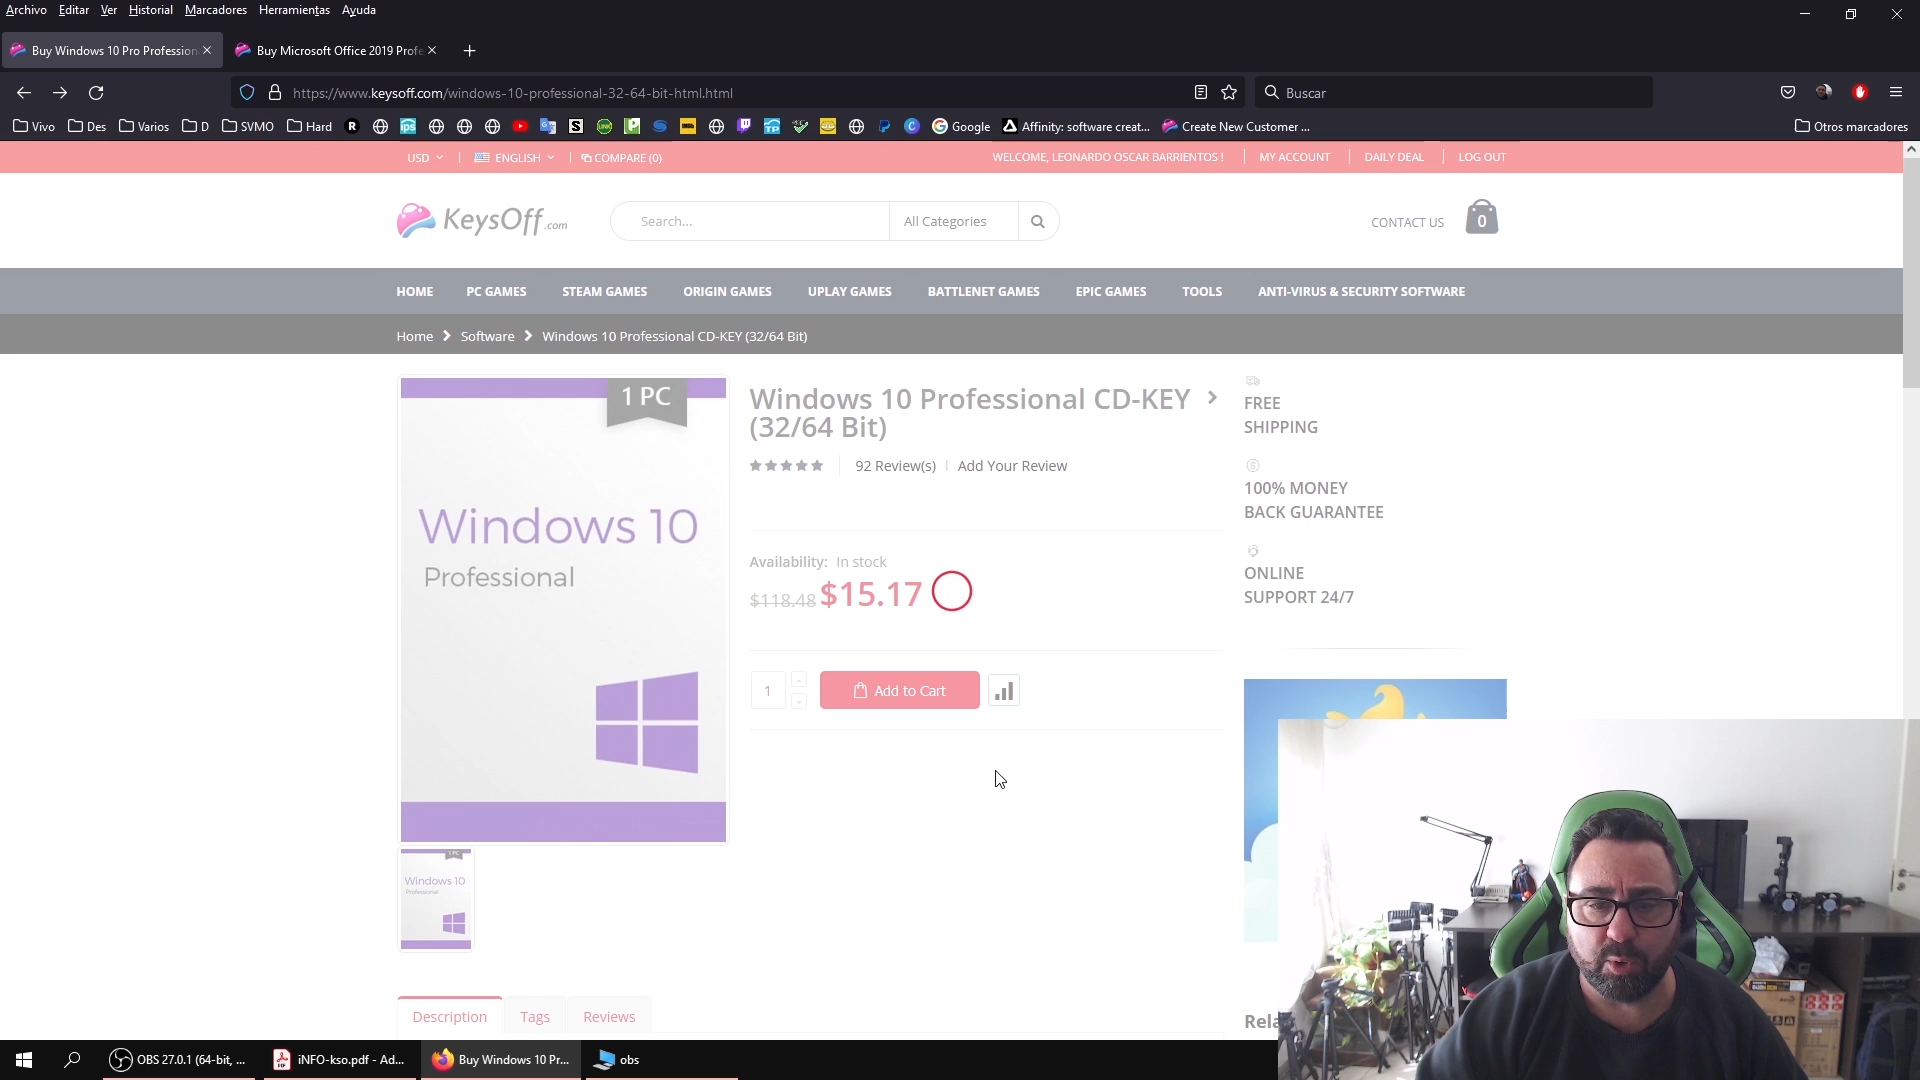 Archivo Editar Ver Historial Marcadores Herramientas Ayuda
Buy Windows 10 Pro Profession
Buy Microsoft Office 2019 Profe
https://www.keysoff.com/windows-10-professional-32-64-bit-html.html
Buscar
Vivo Des Varios D SVMO Hard Google Affinity: software creat... Create New Customer ... Otros marcadores
USD ENGLISH COMPARE (0) WELCOME, LEONARDO OSCAR BARRIENTOS ! MY ACCOUNT DAILY DEAL LOG OUT
KeysOff.com
Search...
All Categories
CONTACT US
0
HOME PC GAMES STEAM GAMES ORIGIN GAMES UPLAY GAMES BATTLENET GAMES EPIC GAMES TOOLS ANTI-VIRUS & SECURITY SOFTWARE
Home Software Windows 10 Professional CD-KEY (32/64 Bit)
1 PC
Windows 10
Professional
Windows 10 Professional CD-KEY
(32/64 Bit)
92 Review(s) Add Your Review
Availability: In stock
$118.48 $15.17
1
Add to Cart
FREE
SHIPPING
100% MONEY
BACK GUARANTEE
ONLINE
SUPPORT 24/7
1 PC
Windows 10
Professional
Description Tags Reviews
Rela
OBS 27.0.1 (64-bit, ... iNFO-kso.pdf - Ad... Buy Windows 10 Pr... obs